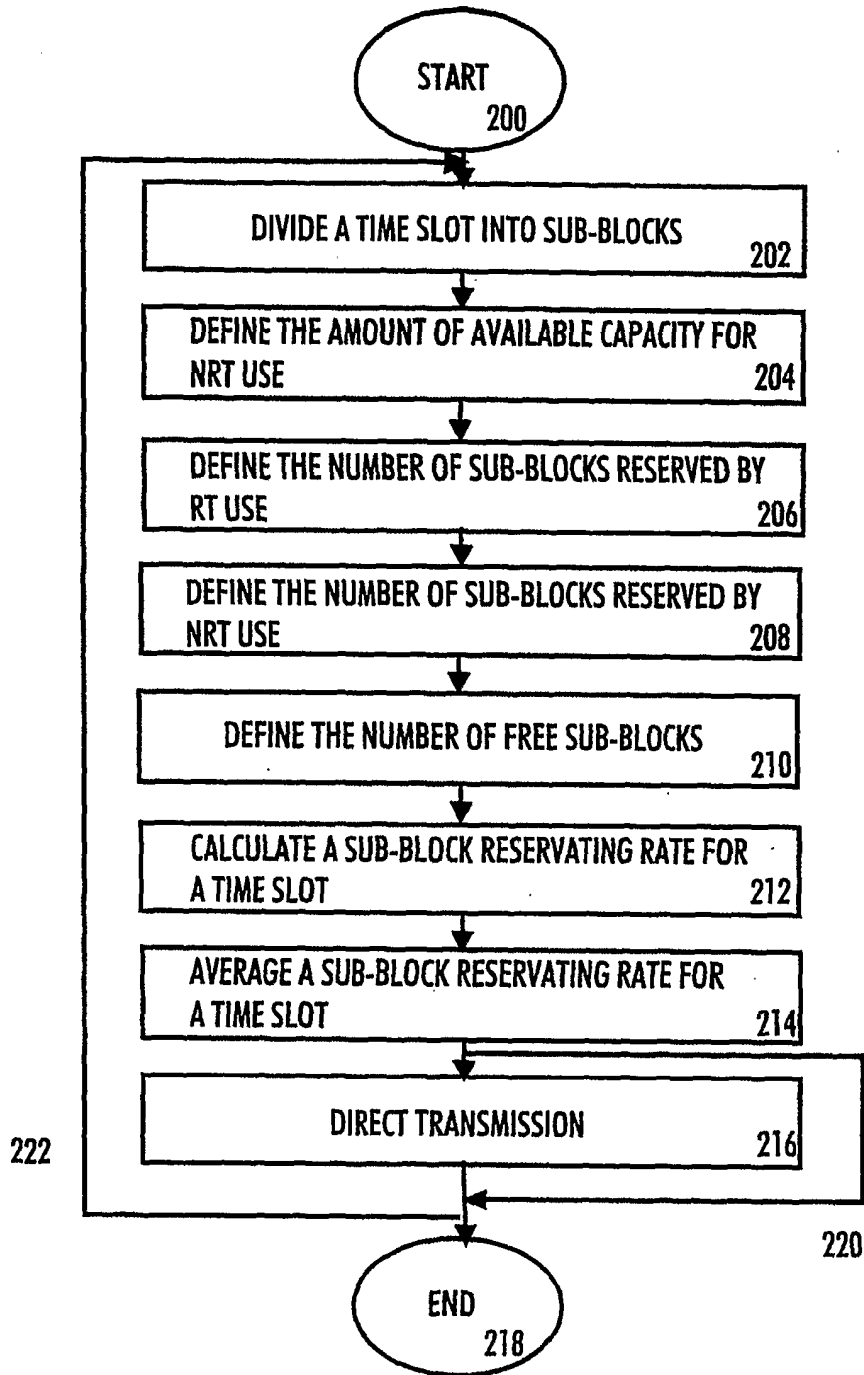 START
200
DIVIDE A TIME SLOT INTO SUB-BLOCKS
202
DEFINE THE AMOUNT OF AVAILABLE CAPACITY FOR
NRT USE
204
DEFINE THE NUMBER OF SUB-BLOCKS RESERVED BY
RT USE
206
DEFINE THE NUMBER OF SUB-BLOCKS RESERVED BY
NRT USE
208
DEFINE THE NUMBER OF FREE SUB-BLOCKS
210
CALCULATE A SUB-BLOCK RESERVATING RATE FOR
A TIME SLOT
212
AVERAGE A SUB-BLOCK RESERVATING RATE FOR
A TIME SLOT
214
DIRECT TRANSMISSION
216
222
220
END
218